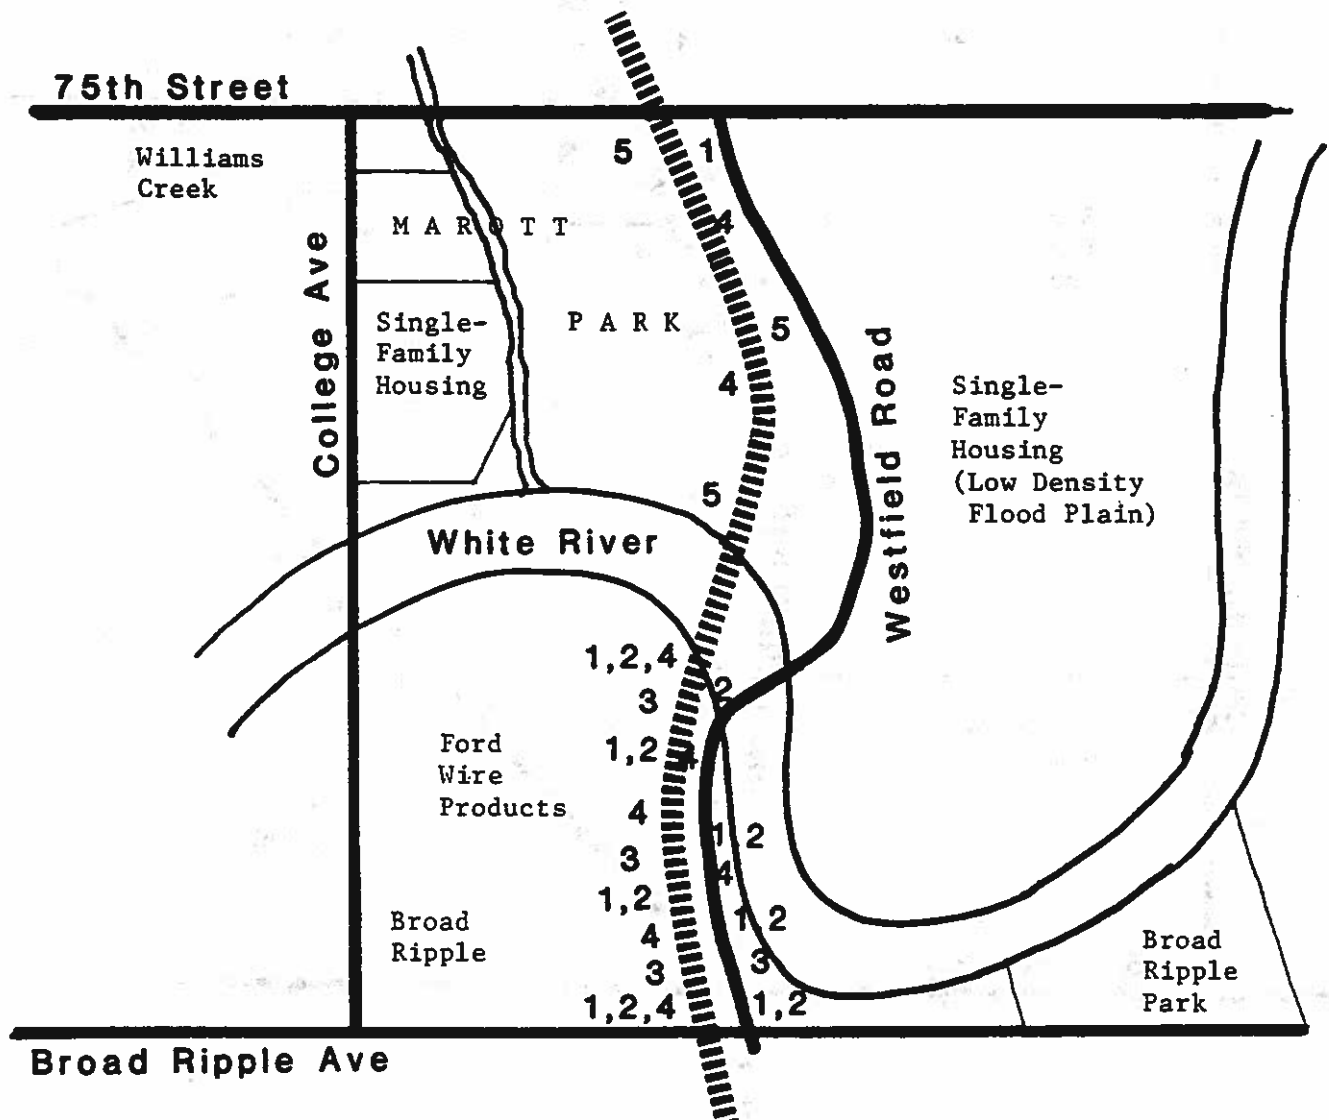 75th Street
Williams
Creek
5
1
MAROTT
4
College Ave
Single-
Family
Housing
PARK
5
4
Westfield Road
Single-
Family
Housing
(Low Density
Flood Plain)
5
White River
1,2,4
2
3
1,2
4
Ford
Wire
Products
4
1 2
3
4
1,2
1,2
Broad
Ripple
4
3
3
1,2,4
1,2
Broad
Ripple
Park
Broad Ripple Ave